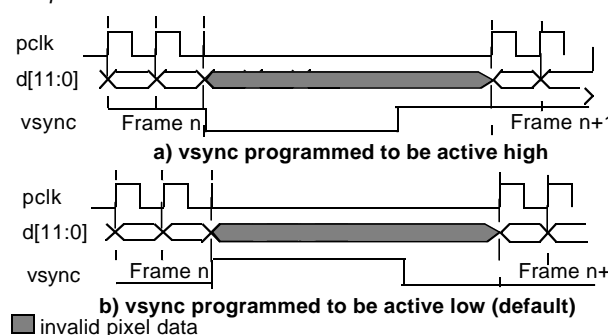 pclk
d[11:0]
vsync Frame n Frame n+1
a) vsync programmed to be active high
pclk
d[11:0]
vsync Frame n Frame n+
b) vsync programmed to be active low (default)
invalid pixel data